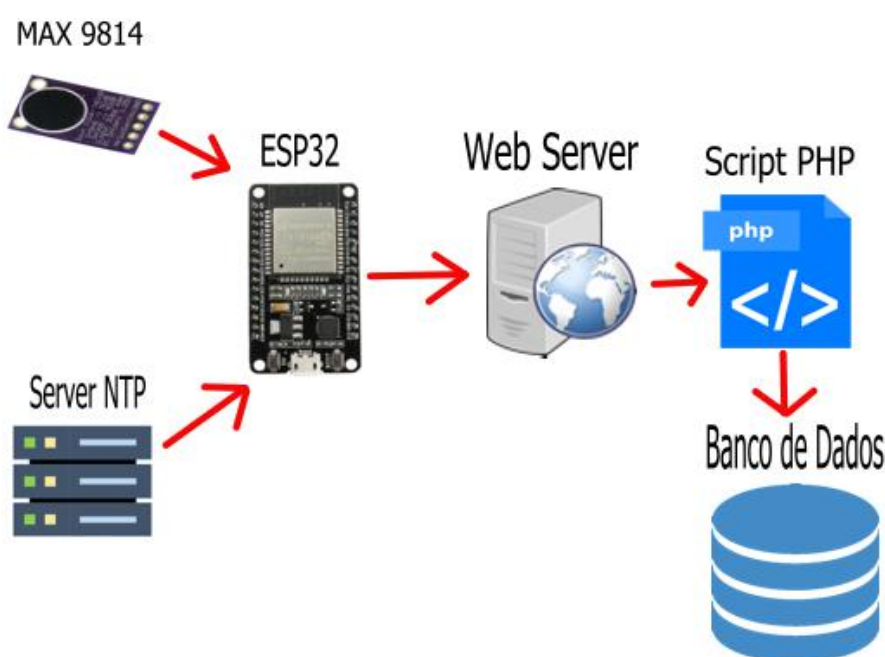 MAX 9814
ESP32
Web Server
Script PHP
php
</>
Server NTP
Banco de Dados